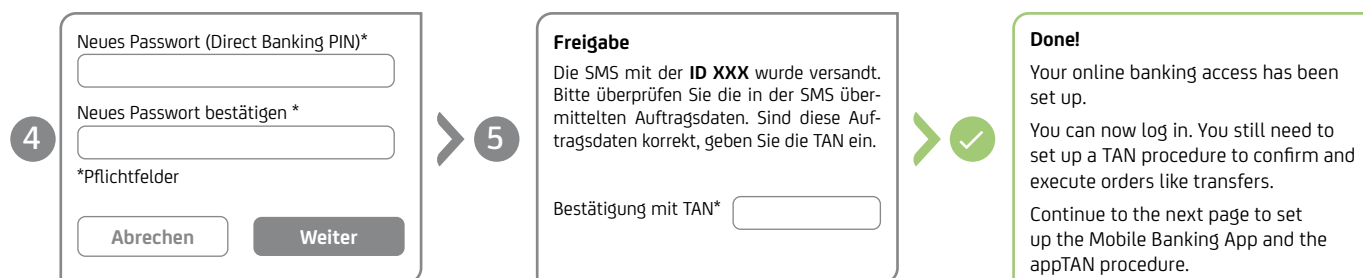 4
Neues Passwort (Direct Banking PIN)*
Neues Passwort bestätigen *
*Pflichtfelder
Abrechen
Weiter
5
Freigabe
Die SMS mit der ID XXX wurde versandt.
Bitte überprüfen Sie die in der SMS über-
mittelten Auftragsdaten. Sind diese Auf-
tragsdaten korrekt, geben Sie die TAN ein.
Bestätigung mit TAN*
Done!
Your online banking access has been
set up.
You can now log in. You still need to
set up a TAN procedure to confirm and
execute orders like transfers.
Continue to the next page to set
up the Mobile Banking App and the
appTAN procedure.